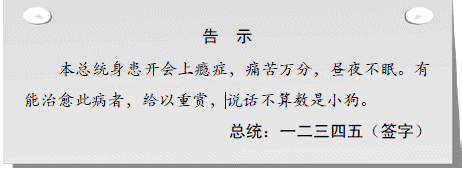 告 示
本总统身患开会上瘾症，痛苦万分，昼夜不眠。有
能治愈此病者，给以重赏，说话不算数是小狗。
总统：一二三四五（签字）